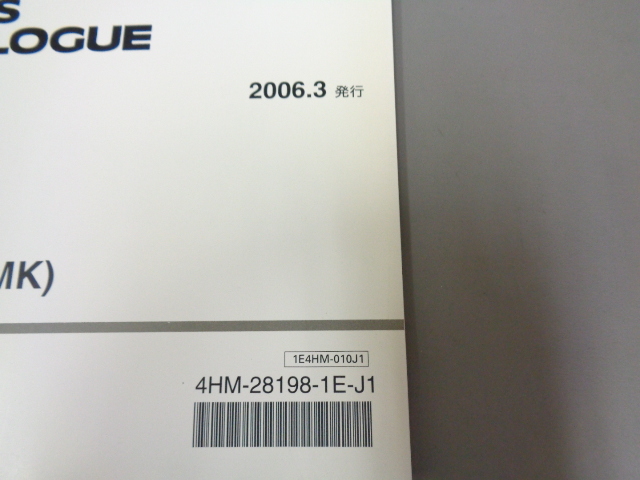 S
LOGUE
2006.3 発行
MK)
1E4HM-010J1
4HM-28198-1E-J1